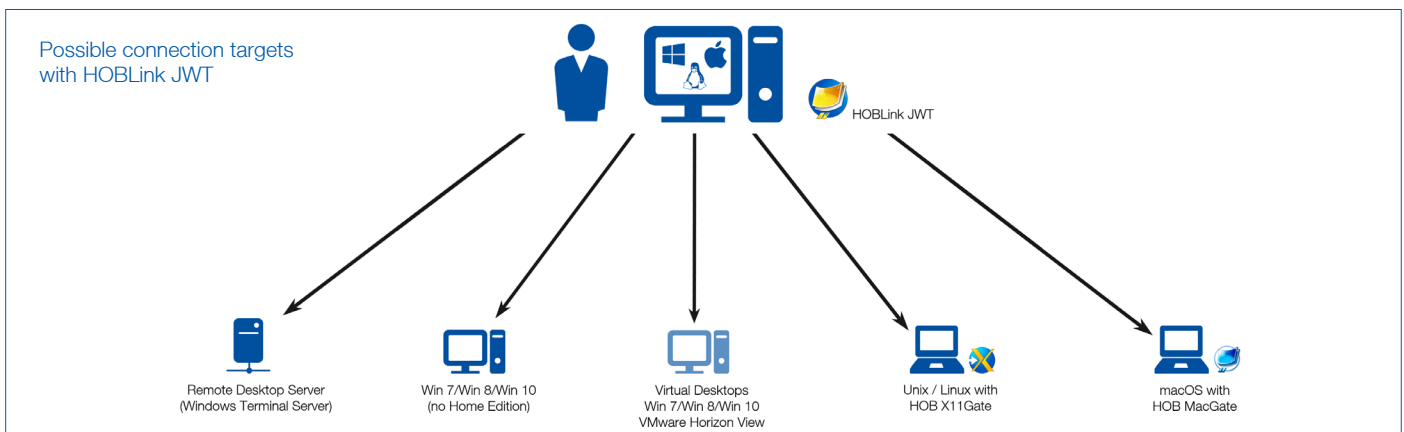 Possible connection targets
with HOBLink JWT
HOBLink JWT
Remote Desktop Server
(Windows Terminal Server)
Win 7/Win 8/Win 10
(no Home Edition)
Virtual Desktops
Win 7/Win 8/Win 10
VMware Horizon View
Unix / Linux with
HOB X11Gate
macOS with
HOB MacGate